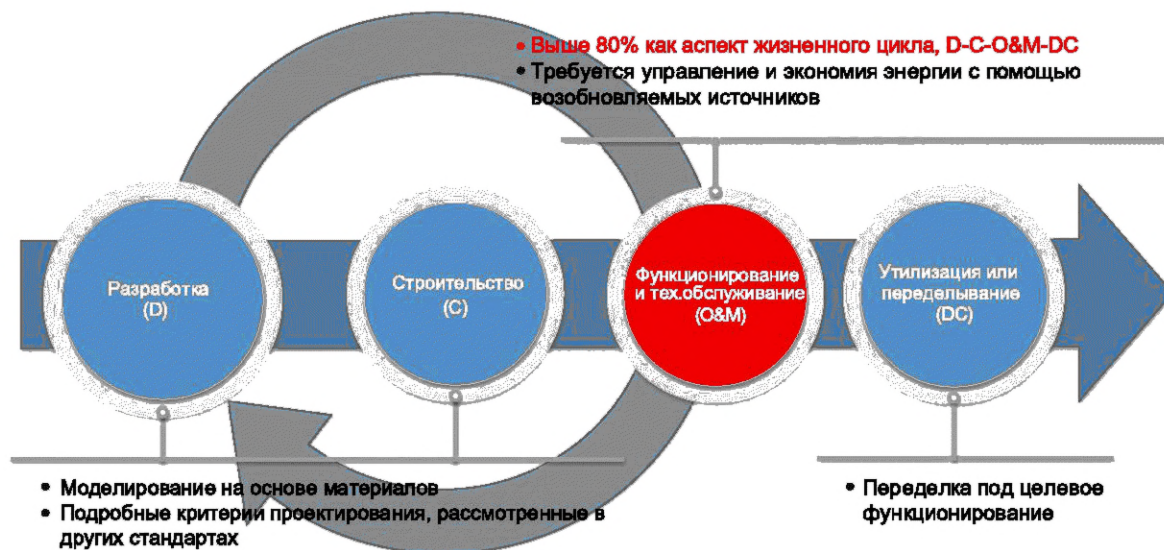 • Выше 80% как аспект жизненного цикла, D-C-O&M-DC
• Требуется управление и экономия энергии с помощью
возобновляемых источников
Разработка
(D)
Строительство
(C)
Функционирование
и тех.обслуживание
(O&M)
Утилизация или
переделывание
(DC)
• Моделирование на основе материалов
• Подробные критерии проектирования, рассмотренные в
других стандартах
• Переделка под целевое
функционирование